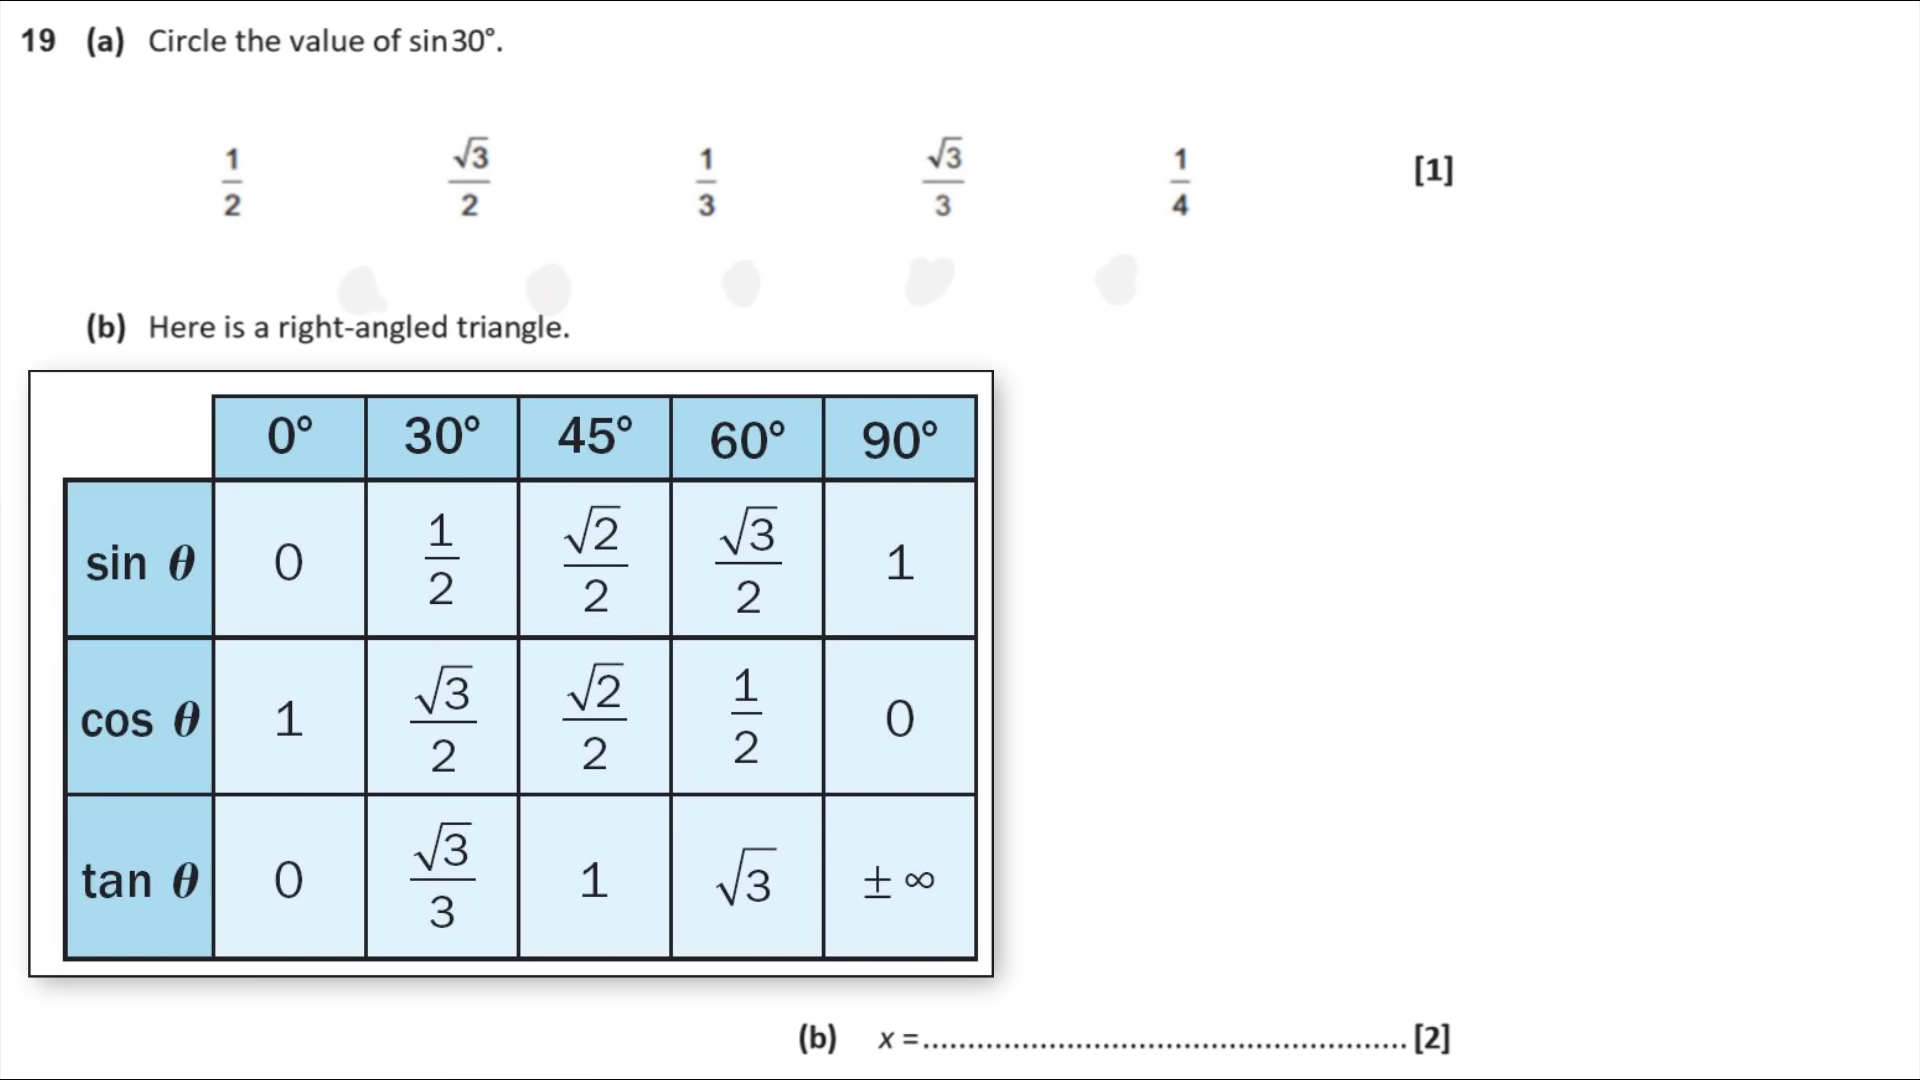 19 (a) Circle the value of sin 30°.
1/2 √3/2 1/3 √3/3 1/4 [1]
(b) Here is a right-angled triangle.
0° 30° 45° 60° 90°
sin θ 0 1/2 √2/2 √3/2 1
cos θ 1 √3/2 √2/2 1/2 0
tan θ 0 √3/3 1 √3 ± ∞
(b) x = .................................................... [2]